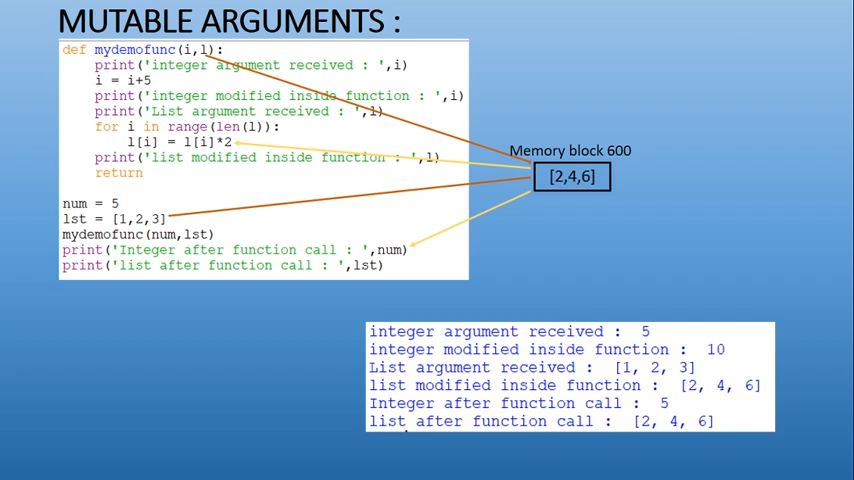 MUTABLE ARGUMENTS :
def mydemofunc(i,l):
    print('integer argument received : ',i)
    i = i+5
    print('integer modified inside function : ',i)
    print('List argument received : ',l)
    for i in range(len(l)):
        l[i] = l[i]*2
    print('list modified inside function : ',l)
    return
num = 5
lst = [1,2,3]
mydemofunc(num,lst)
print('Integer after function call : ',num)
print('list after function call : ',lst)
Memory block 600
[2,4,6]
integer argument received :  5
integer modified inside function :  10
List argument received :  [1, 2, 3]
list modified inside function :  [2, 4, 6]
Integer after function call :  5
list after function call :  [2, 4, 6]